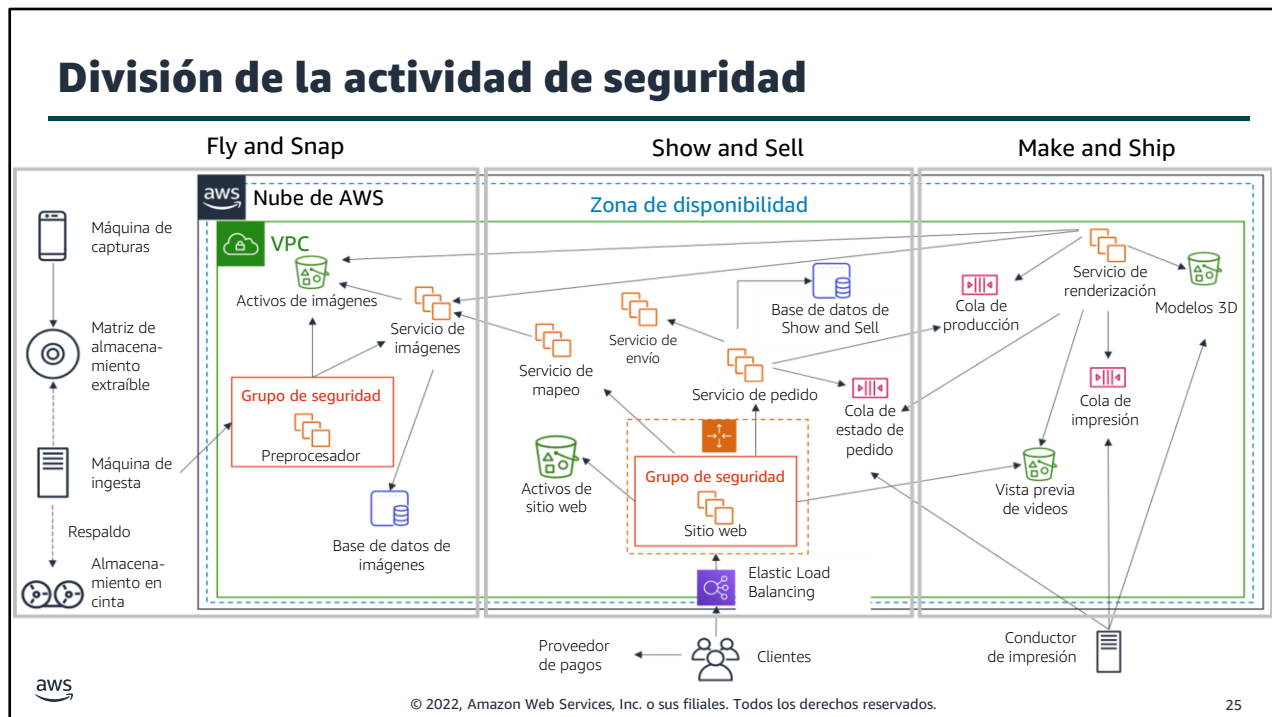 División de la actividad de seguridad
Fly and Snap
Show and Sell
Make and Ship
aws
Nube de AWS
Zona de disponibilidad
VPC
Máquina de
capturas
Activos de imágenes
Servicio de
imágenes
Matriz de
almacena-
miento
extraíble
Grupo de seguridad
Preprocesador
Máquina de
ingesta
Respaldo
Almacena-
miento en
cinta
Base de datos de
imágenes
Servicio de
mapeo
Servicio
de envío
Base de datos de
Show and Sell
Servicio de pedido
Cola de
estado de
pedido
Activos de
sitio web
Grupo de seguridad
Sitio web
Elastic Load
Balancing
Proveedor
de pagos
Clientes
Cola de
producción
Servicio de
renderización
Modelos 3D
Cola de
impresión
Vista previa
de videos
Conductor
de impresión
aws
© 2022, Amazon Web Services, Inc. o sus filiales. Todos los derechos reservados.
25